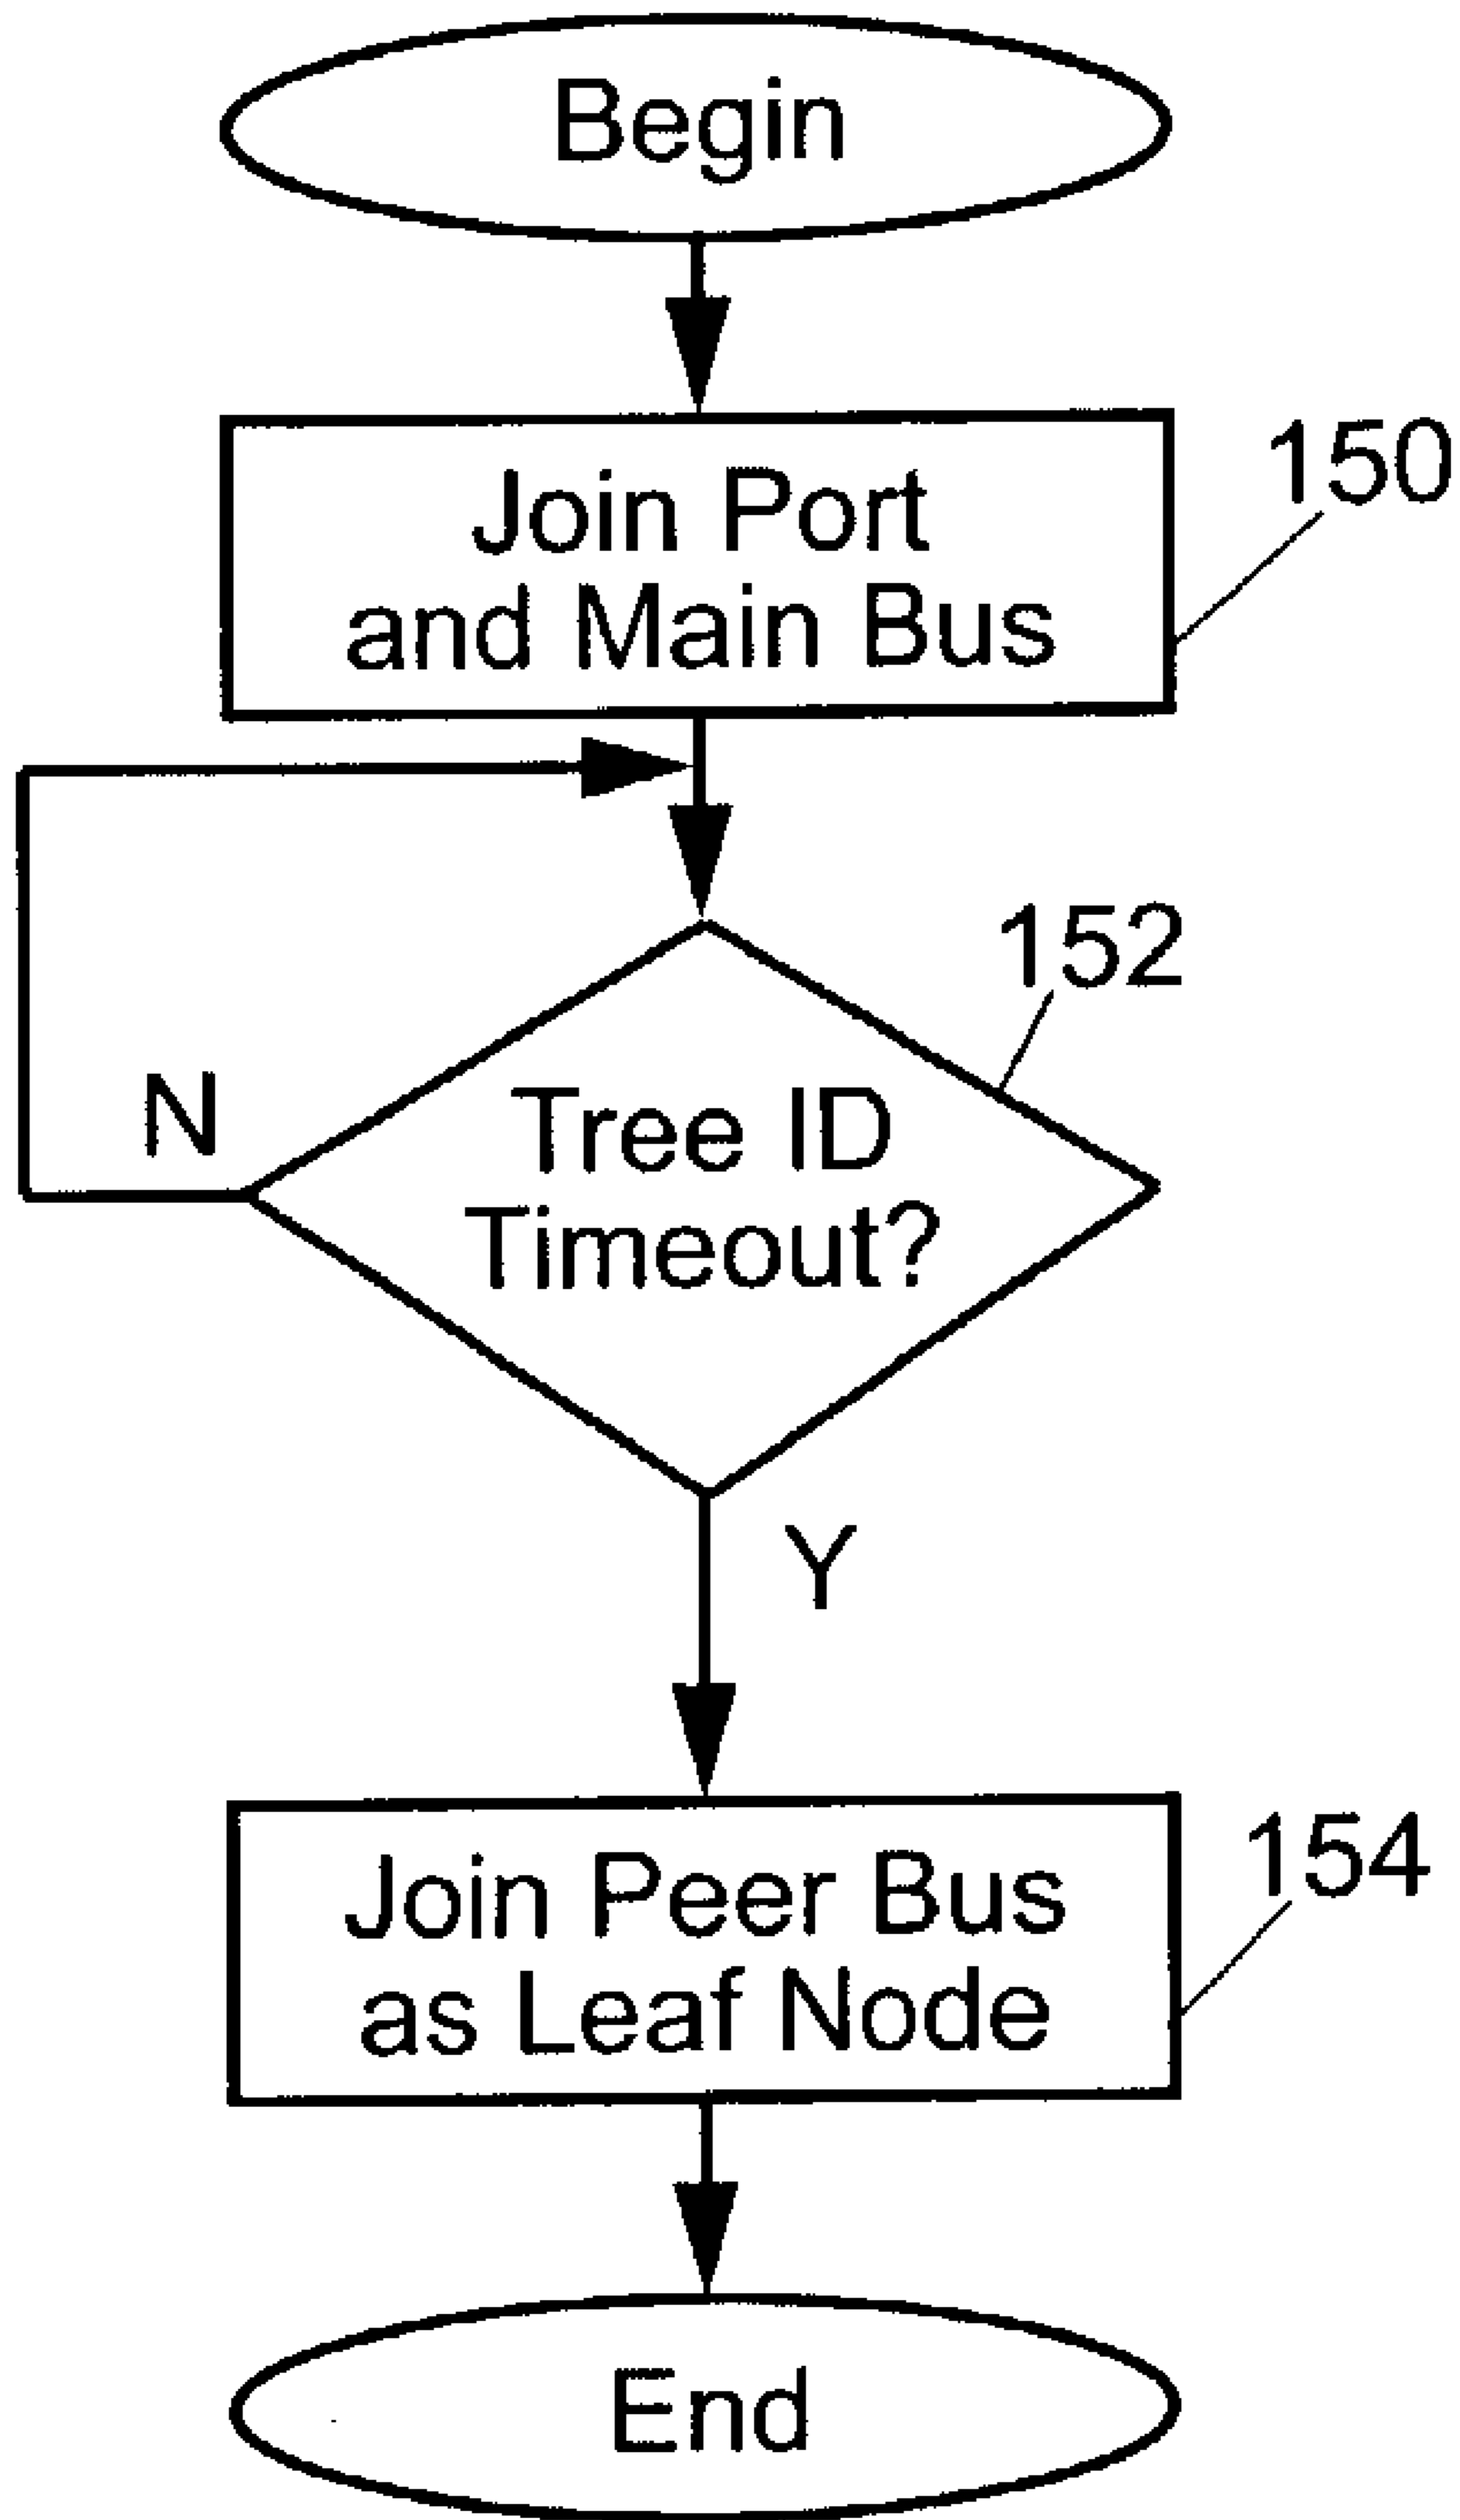 Begin
150
Join Port
and Main Bus
152
N
Tree ID
Timeout?
Y
154
Join Peer Bus
as Leaf Node
End